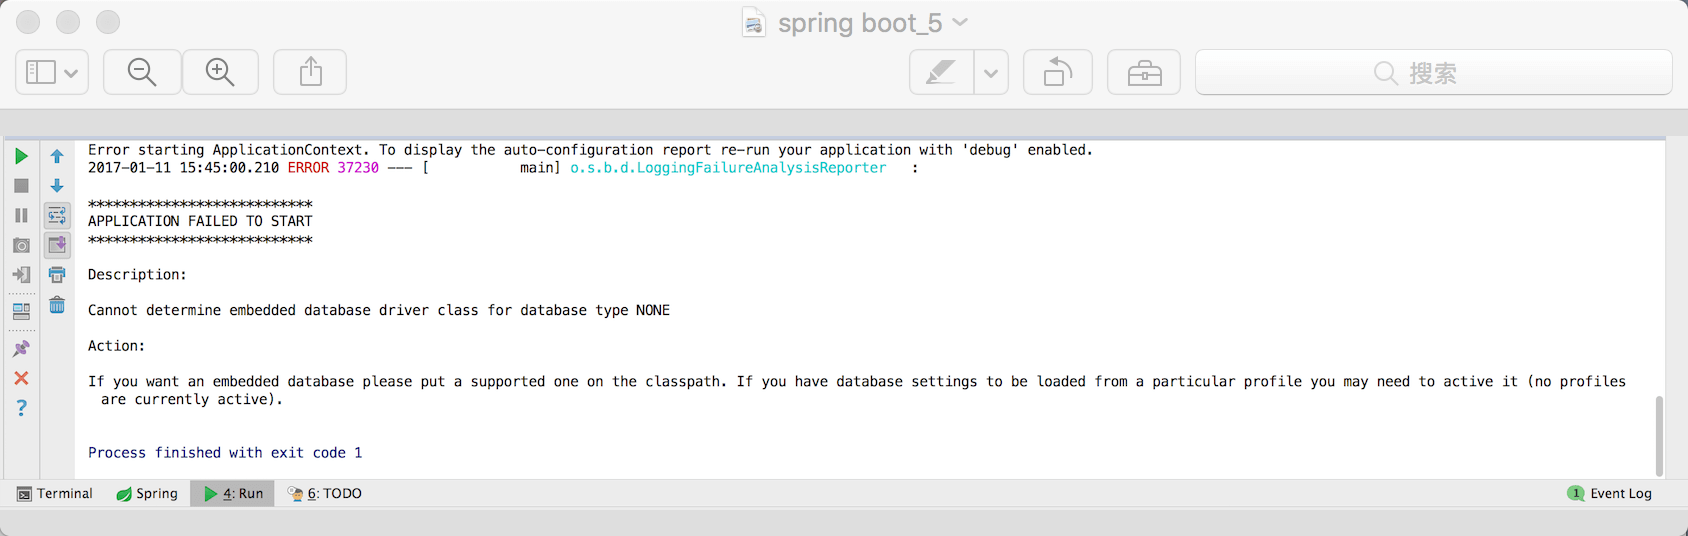 spring boot_5
搜索
Error starting ApplicationContext. To display the auto-configuration report re-run your application with 'debug' enabled.
2017-01-11 15:45:00.210 ERROR 37230 --- [           main] o.s.b.d.LoggingFailureAnalysisReporter   :
***************************
APPLICATION FAILED TO START
***************************
Description:
Cannot determine embedded database driver class for database type NONE
Action:
If you want an embedded database please put a supported one on the classpath. If you have database settings to be loaded from a particular profile you may need to active it (no profiles
are currently active).
Process finished with exit code 1
Terminal Spring 4: Run 6: TODO 1 Event Log